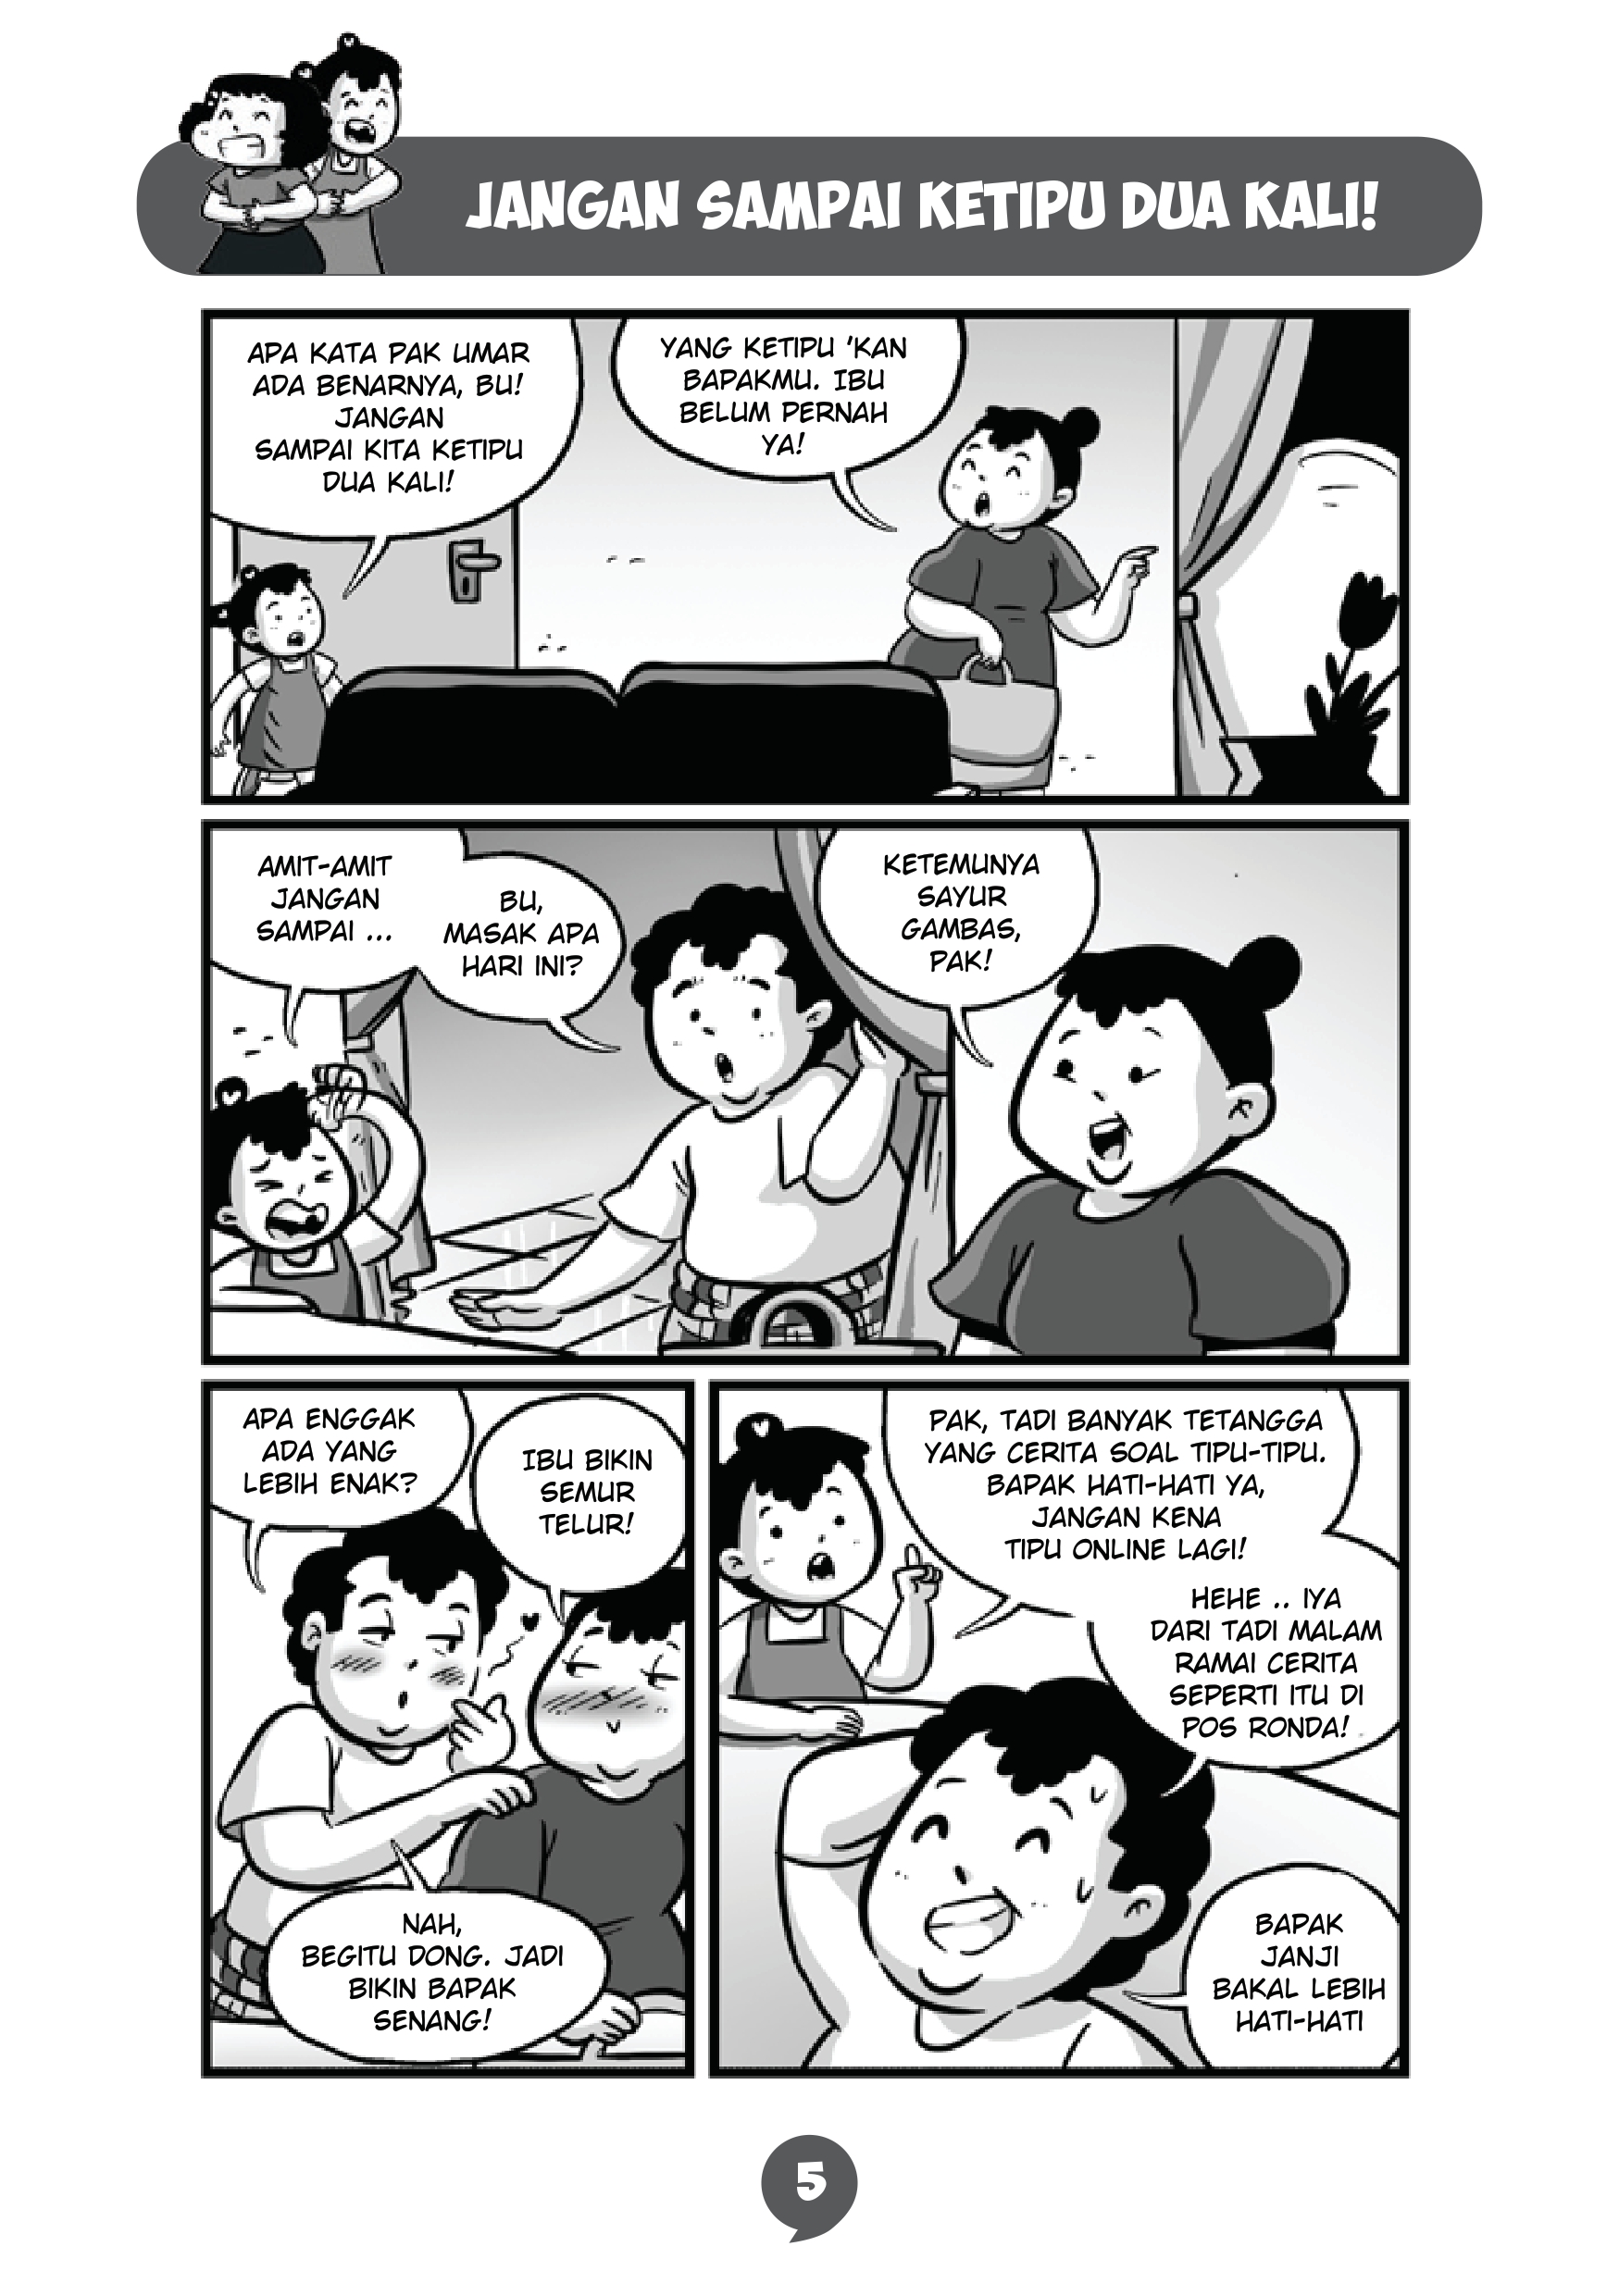 JANGAN SAMPAI KETIPU DUA KALI!
APA KATA PAK UMAR
ADA BENARNYA, BU!
JANGAN
SAMPAI KITA KETIPU
DUA KALI!
YANG KETIPU 'KAN
BAPAKMU. IBU
BELUM PERNAH
YA!
AMIT-AMIT
JANGAN
SAMPAI ...
BU,
MASAK APA
HARI INI?
KETEMUNYA
SAYUR
GAMBAS,
PAK!
APA ENGGAK
ADA YANG
LEBIH ENAK?
IBU BIKIN
SEMUR
TELUR!
NAH,
BEGITU DONG. JADI
BIKIN BAPAK
SENANG!
PAK, TADI BANYAK TETANGGA
YANG CERITA SOAL TIPU-TIPU.
BAPAK HATI-HATI YA,
JANGAN KENA
TIPU ONLINE LAGI!
HEHE .. IYA
DARI TADI MALAM
RAMAI CERITA
SEPERTI ITU DI
POS RONDA!
BAPAK
JANJI
BAKAL LEBIH
HATI-HATI
5